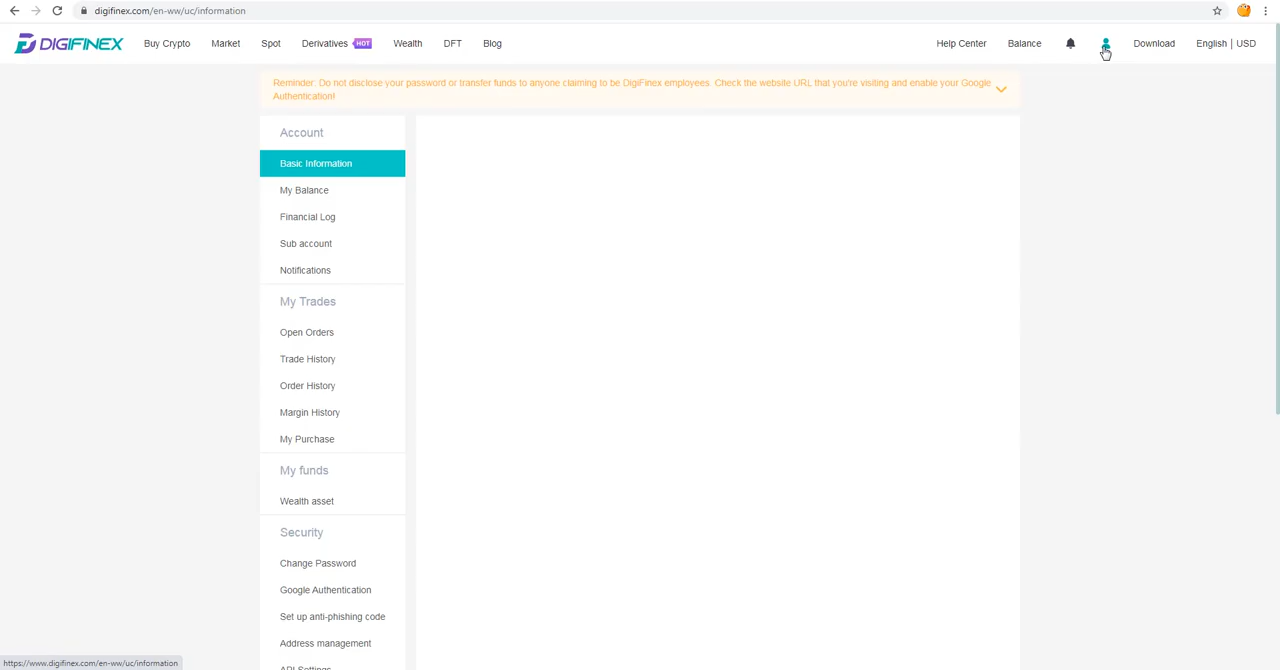 digifinex.com/en-ww/uc/information
DIGIFINEX Buy Crypto Market Spot Derivatives HOT Wealth DFT Blog Help Center Balance Download English | USD
Reminder: Do not disclose your password or transfer funds to anyone claiming to be DigiFinex employees. Check the website URL that you're visiting and enable your Google
Authentication!
Account
Basic Information
My Balance
Financial Log
Sub account
Notifications
My Trades
Open Orders
Trade History
Order History
Margin History
My Purchase
My funds
Wealth asset
Security
Change Password
Google Authentication
Set up anti-phishing code
Address management
API Settings
https://www.digifinex.com/en-ww/uc/information